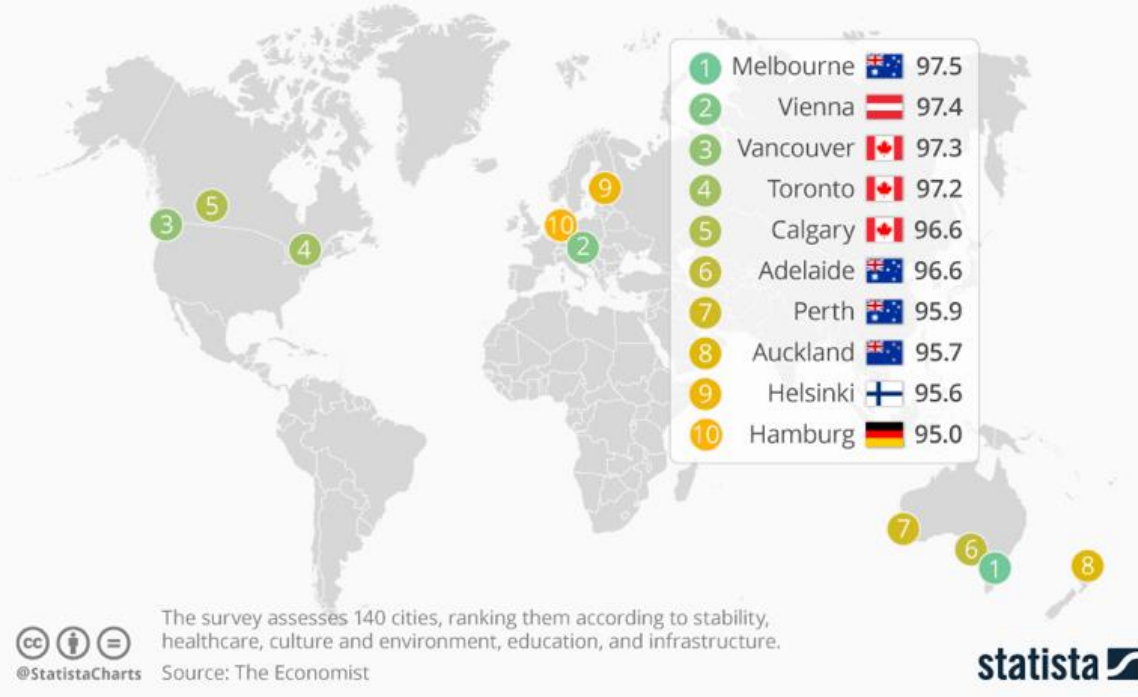 1 Melbourne 97.5
2 Vienna 97.4
3 Vancouver 97.3
4 Toronto 97.2
5 Calgary 96.6
6 Adelaide 96.6
7 Perth 95.9
8 Auckland 95.7
9 Helsinki 95.6
10 Hamburg 95.0
9
5
3
10
4
2
7
6
1
8
The survey assesses 140 cities, ranking them according to stability,
healthcare, culture and environment, education, and infrastructure.
cc =
@StatistaCharts Source: The Economist
statista